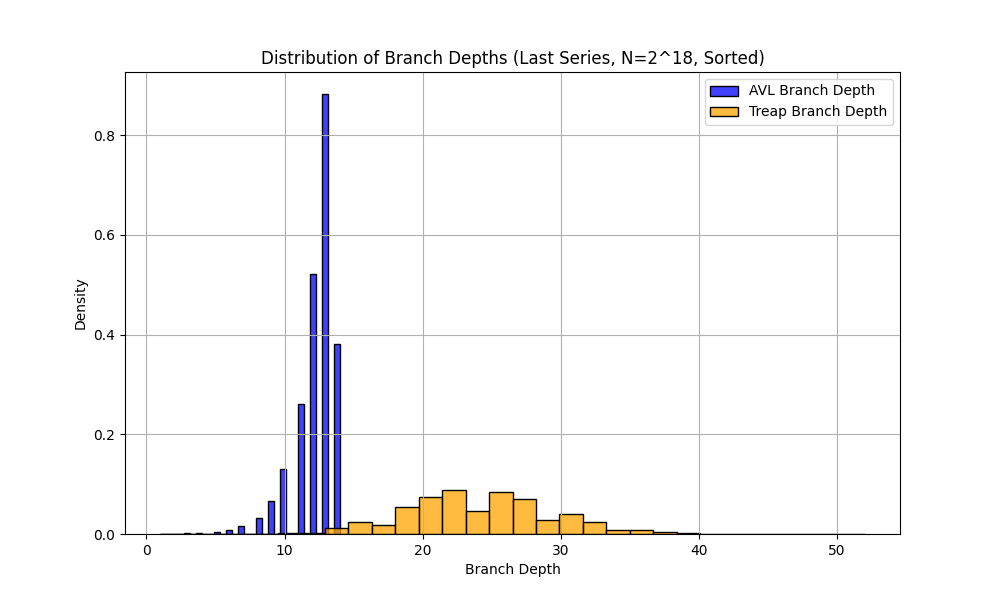 Distribution of Branch Depths (Last Series, N=2^18, Sorted)
AVL Branch Depth
Treap Branch Depth
Density
0.8
0.6
0.4
0.2
0.0
0 10 20 30 40 50
Branch Depth